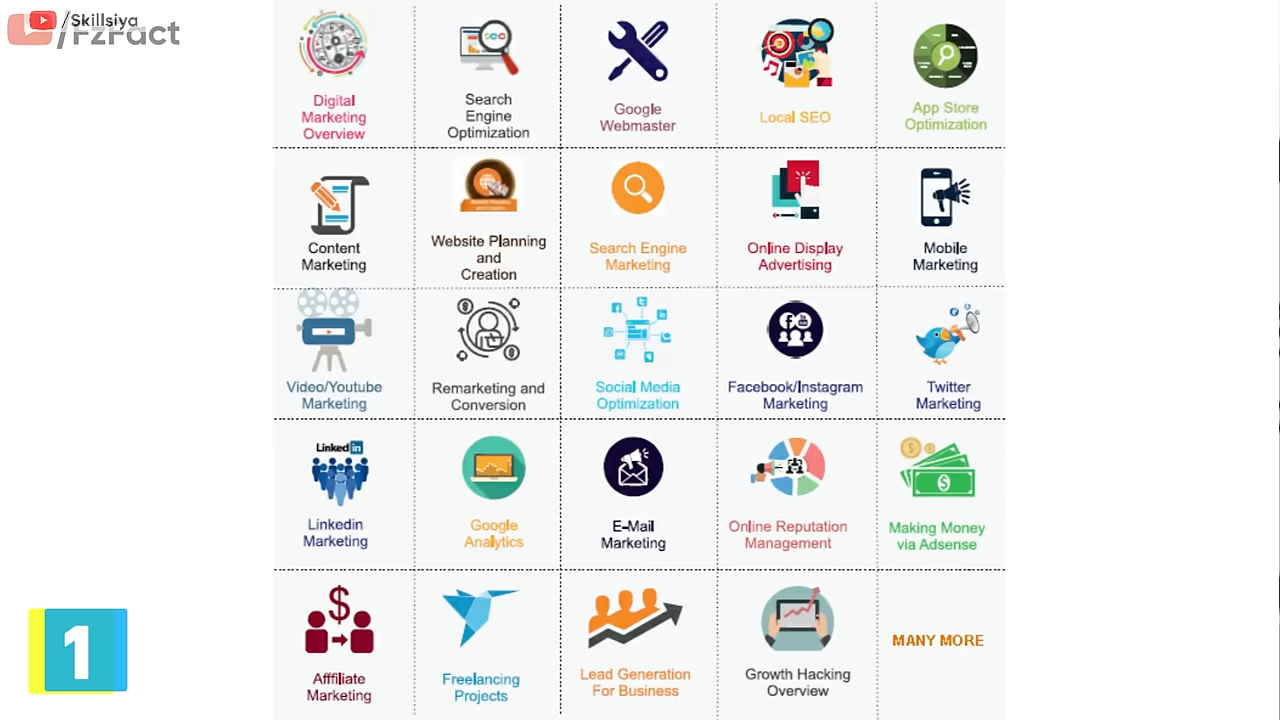 Skillsiya
/FzFact
Digital
Marketing
Overview
Search
Engine
Optimization
Google
Webmaster
Local SEO
App Store
Optimization
Content
Marketing
Website Planning
and
Creation
Search Engine
Marketing
Online Display
Advertising
Mobile
Marketing
Video/Youtube
Marketing
Remarketing and
Conversion
Social Media
Optimization
Facebook/Instagram
Marketing
Twitter
Marketing
Linked in
Linkedin
Marketing
Google
Analytics
E-Mail
Marketing
Online Reputation
Management
Making Money
via Adsense
Afffiliate
Marketing
Freelancing
Projects
Lead Generation
For Business
Growth Hacking
Overview
MANY MORE
1